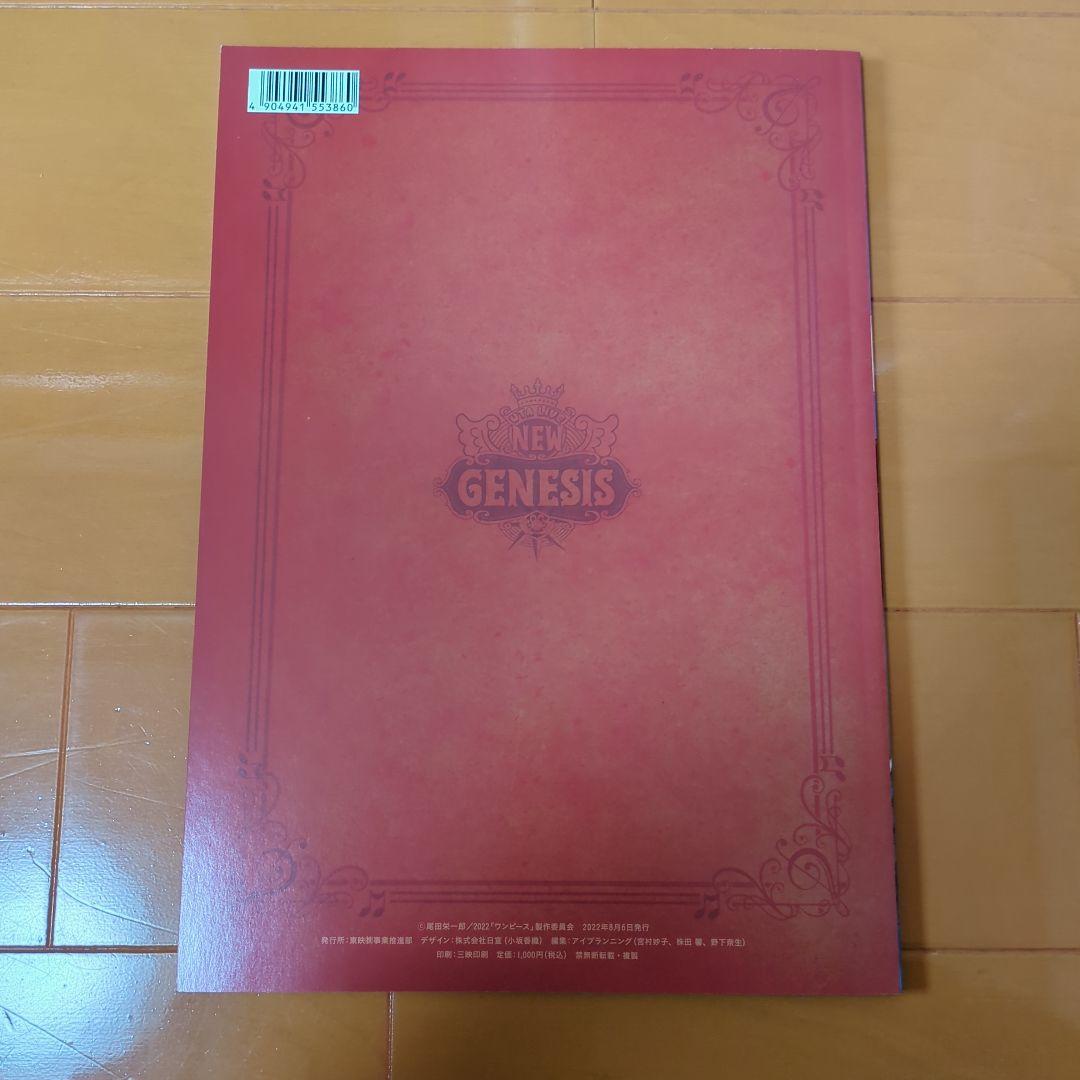 4 904941 553860
UTA LIVE
NEW
GENESIS
©尾田栄一郎／2022「ワンピース」製作委員会 2022年8月6日発行
発行所：東映㈱事業推進部 デザイン：株式会社日宣（小坂香織） 編集：アイプランニング（宮村妙子、株田 馨、野下奈生）
印刷：三映印刷 定価：1,000円（税込） 禁無断転載・複製